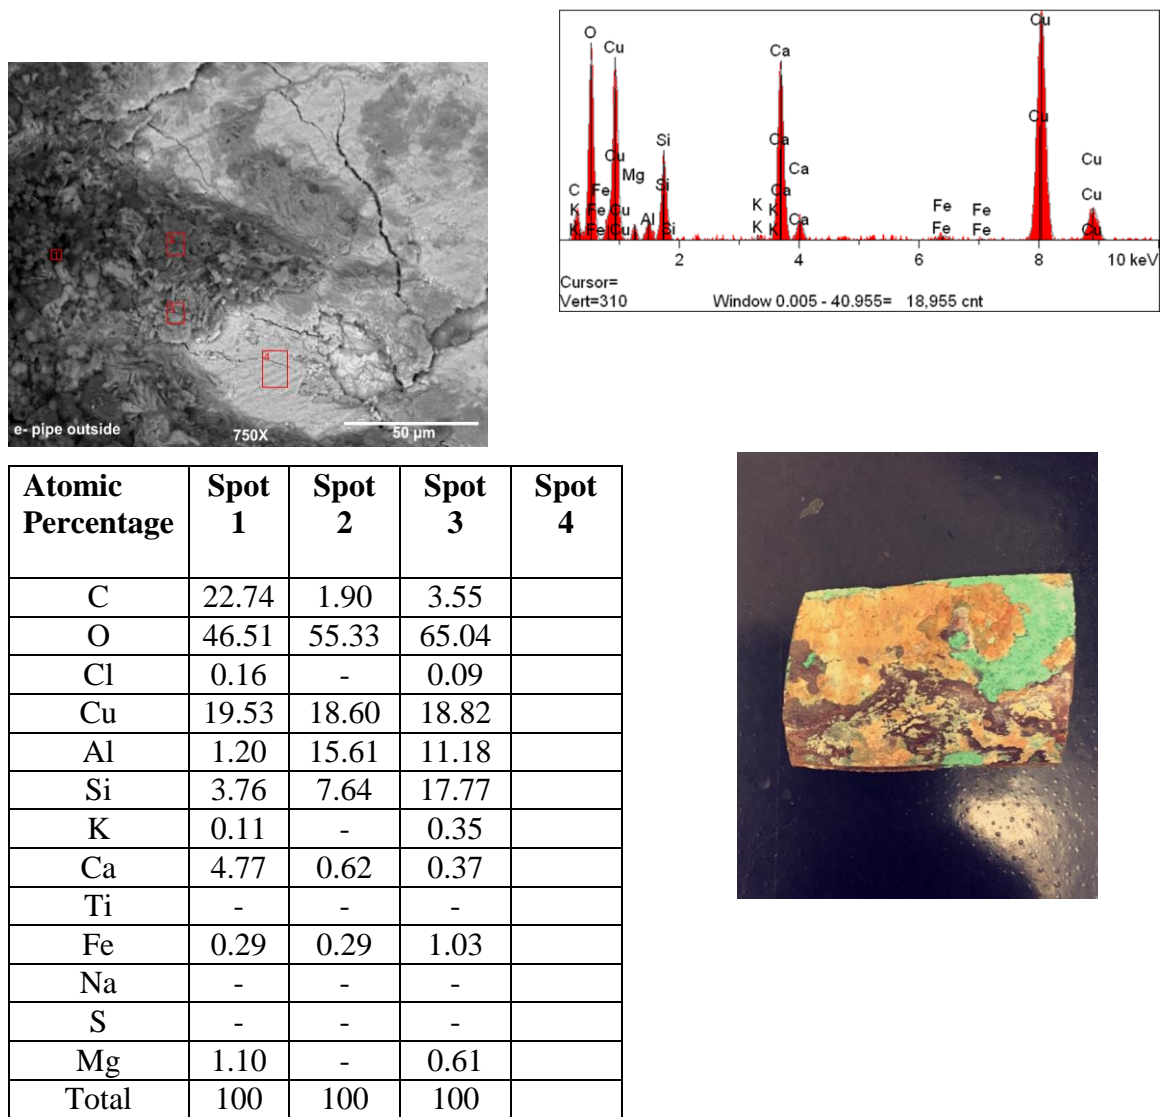 O
Cu
Cu
Ca
Si
Cu
Ca
Cu
Mg
Ca
Cu
C
Fe
Si
Ca
K
Fe
Cu
K
Fe
Fe
Cu
K
Fe
Cu
Al
Si
K
K
K
Ca
Fe
Fe
Cu
2 4 6 8 10 keV
Cursor=
Vert=310 Window 0.005 - 40.955= 18,955 cnt
4
e- pipe outside 750X 50 µm
Atomic Percentage Spot 1 Spot 2 Spot 3 Spot 4
C 22.74 1.90 3.55
O 46.51 55.33 65.04
Cl 0.16 - 0.09
Cu 19.53 18.60 18.82
Al 1.20 15.61 11.18
Si 3.76 7.64 17.77
K 0.11 - 0.35
Ca 4.77 0.62 0.37
Ti - - -
Fe 0.29 0.29 1.03
Na - - -
S - - -
Mg 1.10 - 0.61
Total 100 100 100